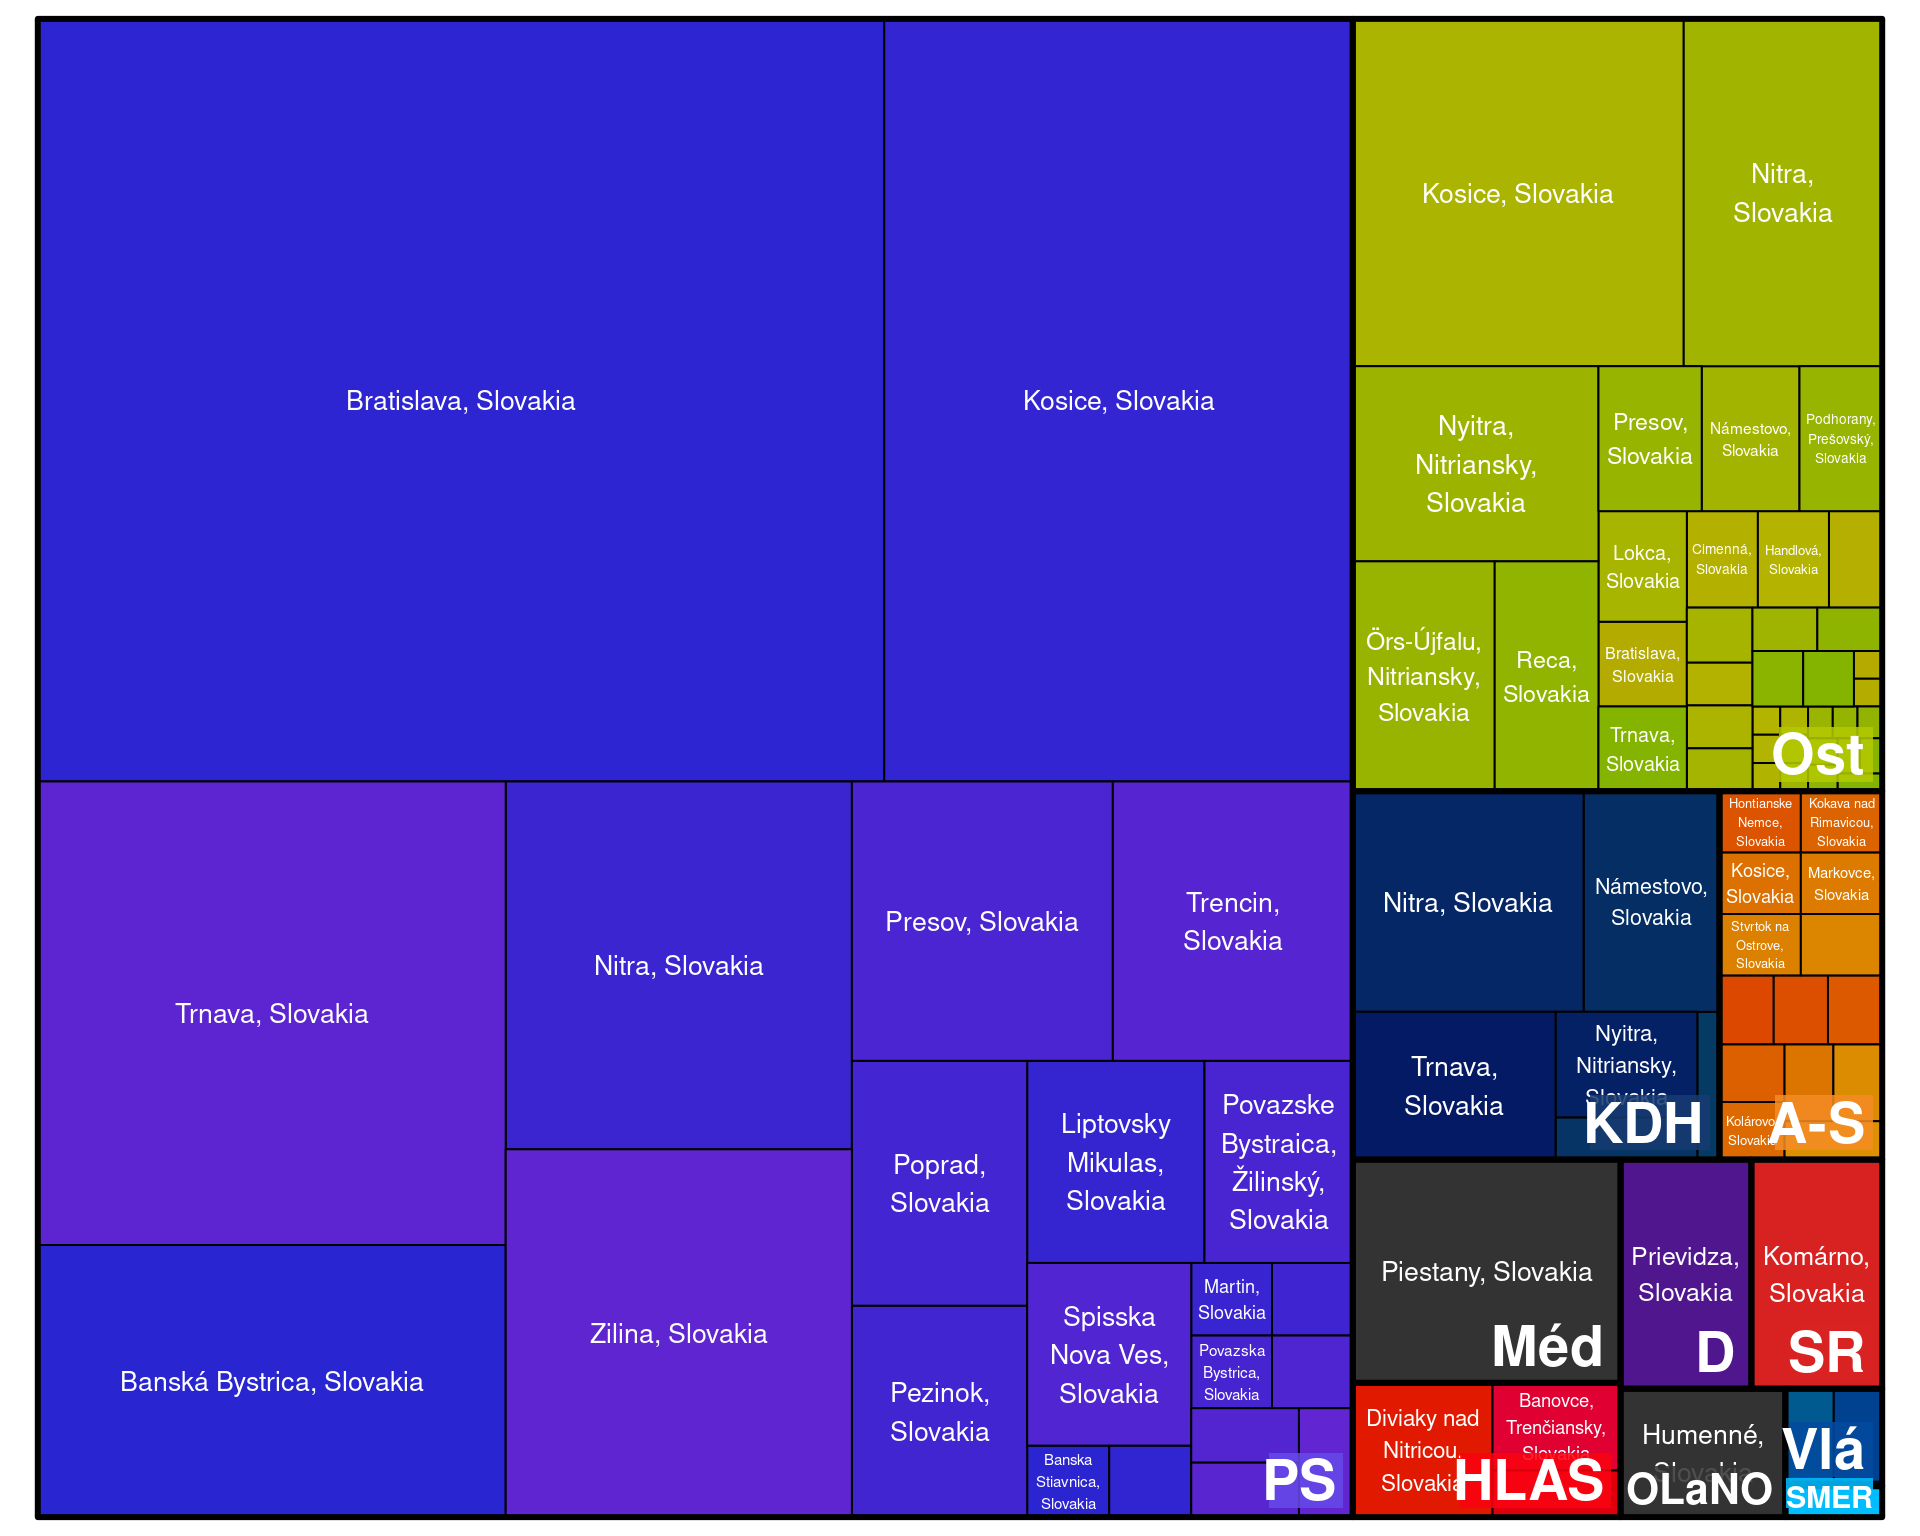 Bratislava, Slovakia
Kosice, Slovakia
Trnava, Slovakia
Banská Bystrica, Slovakia
Nitra, Slovakia
Zilina, Slovakia
Presov, Slovakia
Trencin,
Slovakia
Poprad,
Slovakia
Pezinok,
Slovakia
Liptovsky
Mikulas,
Slovakia
Povazske
Bystraica,
Žilinský,
Slovakia
Spisska
Nova Ves,
Slovakia
Banska
Stiavnica,
Slovakia
Martin,
Slovakia
Povazska
Bystrica,
Slovakia
PS
Kosice, Slovakia
Nitra,
Slovakia
Nyitra,
Nitriansky,
Slovakia
Örs-Újfalu,
Nitriansky,
Slovakia
Reca,
Slovakia
Presov,
Slovakia
Námestovo,
Slovakia
Podhorany,
Prešovský,
Slovakia
Lokca,
Slovakia
Bratislava,
Slovakia
Trnava,
Slovakia
Cimenná,
Slovakia
Handlová,
Slovakia
Ost
Nitra, Slovakia
Námestovo,
Slovakia
Trnava,
Slovakia
Nyitra,
Nitriansky,
Slovakia
KDH
Hontianske
Nemce,
Slovakia
Kokava nad
Rimavicou,
Slovakia
Kosice,
Slovakia
Markovce,
Slovakia
Stvrtok na
Ostrove,
Slovakia
Kolárovo,
Slovakia
A-S
Piestany, Slovakia
Méd
Prievidza,
Slovakia
D
Komárno,
Slovakia
SR
Diviaky nad
Nitricou,
Slovakia
Banovce,
Trenčiansky,
Slovakia
HLAS
Humenné,
Slovakia
OLaNO
Vlá
SMER